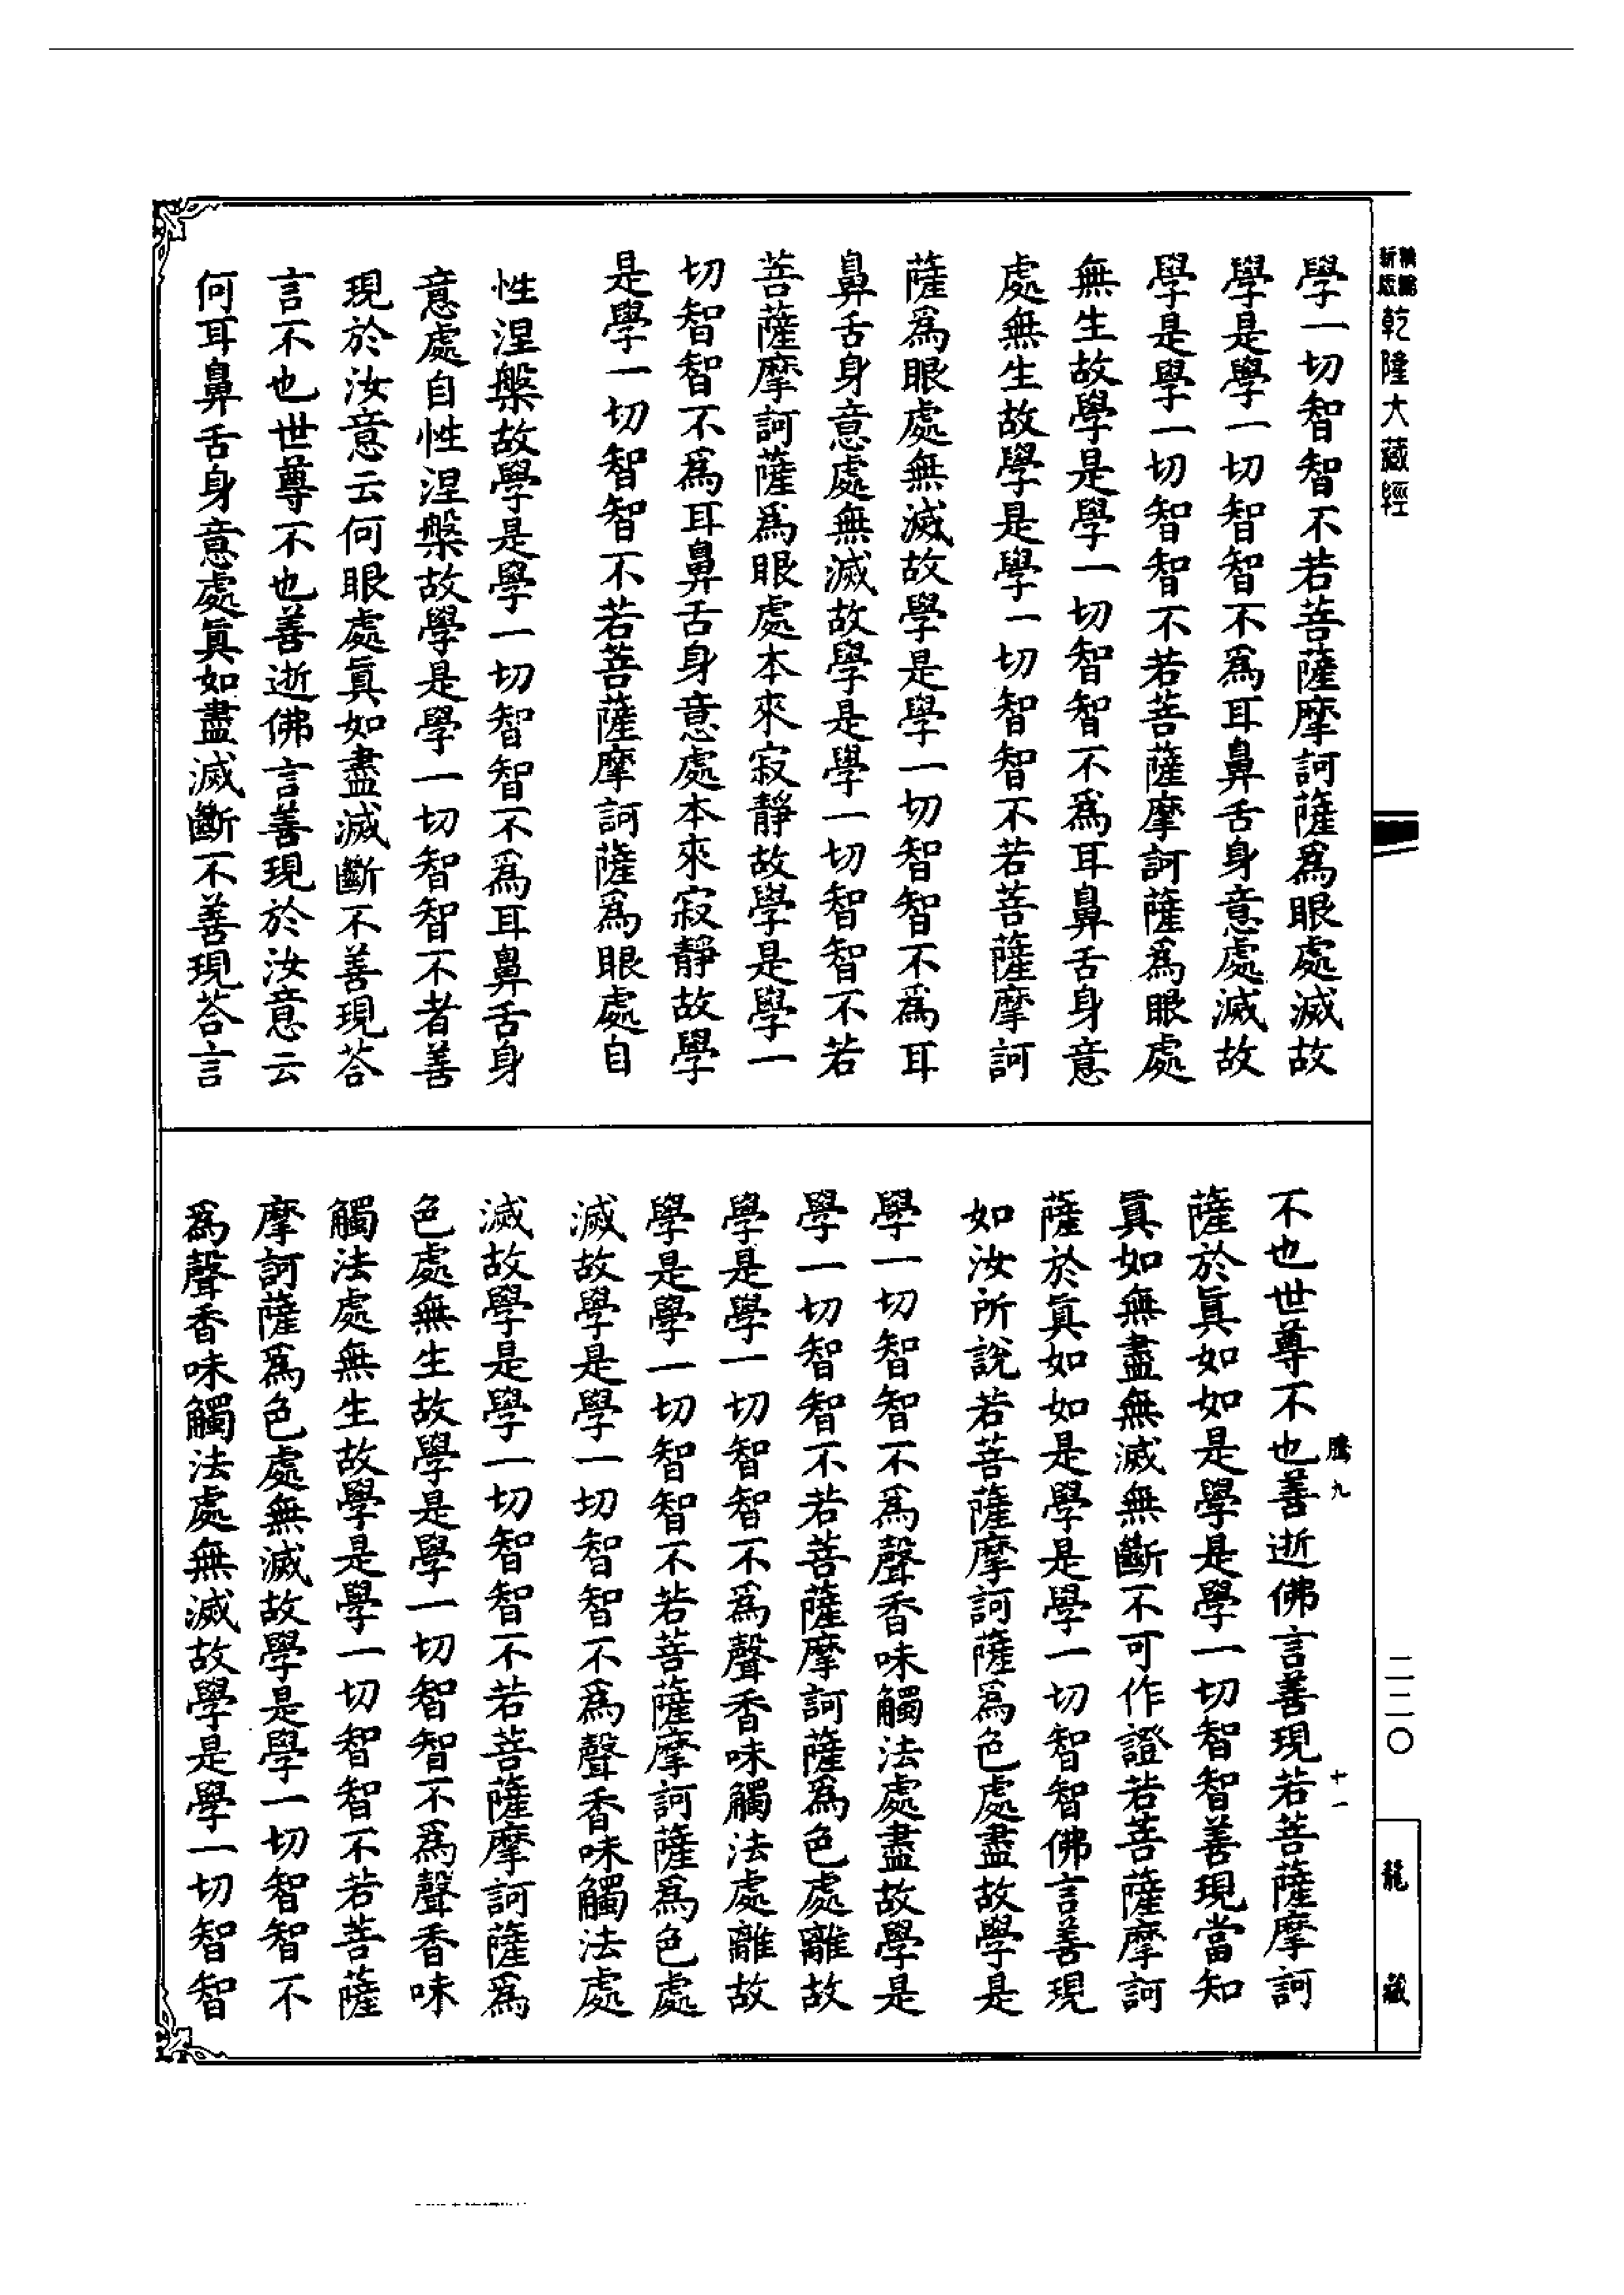 新版
乾隆大藏經
學一切智智不若菩薩摩訶薩爲眼處滅故
學是學一切智智不爲耳鼻舌身意處滅故
學是學一切智智不若菩薩摩訶薩爲眼處
無生故學是學一切智智不爲耳鼻舌身意
處無生故學是學一切智智不若菩薩摩訶
薩爲眼處無滅故學是學一切智智不爲耳
鼻舌身意處無滅故學是學一切智智不若
菩薩摩訶薩爲眼處本來寂靜故學是學一
切智智不爲耳鼻舌身意處本來寂靜故學
是學一切智智不若菩薩摩訶薩爲眼處自
性涅槃故學是學一切智智不爲耳鼻舌身
意處自性涅槃故學是學一切智智不者善
現於汝意云何眼處眞如盡滅斷不善現荅
言不也世尊不也善逝佛言善現於汝意云
何耳鼻舌身意處眞如盡滅斷不善現荅言
不也世尊不也善逝佛言善現若菩薩摩訶
薩於眞如如是學是學一切智智善現當知
眞如無盡無滅無斷不可作證若菩薩摩訶
薩於眞如如是學是學一切智智佛言善現
如汝所說若菩薩摩訶薩爲色處盡故學是
學一切智智不爲聲香味觸法處盡故學是
學一切智智不若菩薩摩訶薩爲色處離故
學是學一切智智不爲聲香味觸法處離故
學是學一切智智不若菩薩摩訶薩爲色處
滅故學是學一切智智不爲聲香味觸法處
滅故學是學一切智智不若菩薩摩訶薩爲
色處無生故學是學一切智智不爲聲香味
觸法處無生故學是學一切智智不若菩薩
摩訶薩爲色處無滅故學是學一切智智不
爲聲香味觸法處無滅故學是學一切智智
騰九
十一
二二〇
龍藏